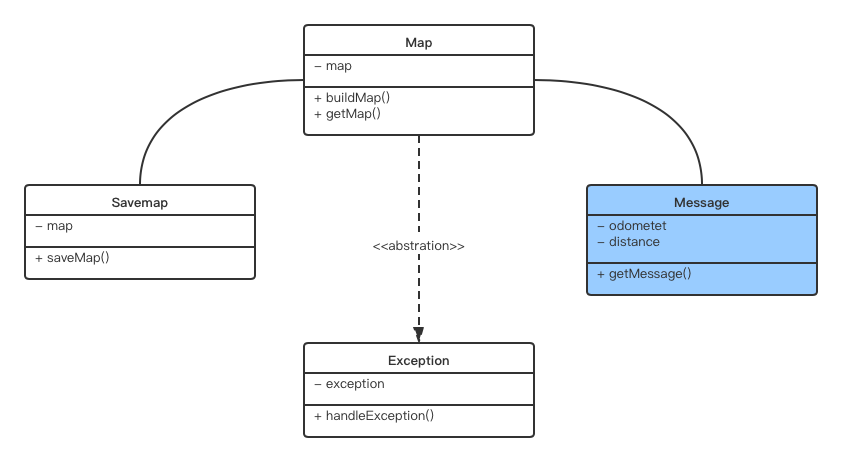 Map
− map
+ buildMap()
+ getMap()
Savemap
− map
+ saveMap()
Message
− odometet
− distance
+ getMessage()
<<abstration>>
Exception
− exception
+ handleException()